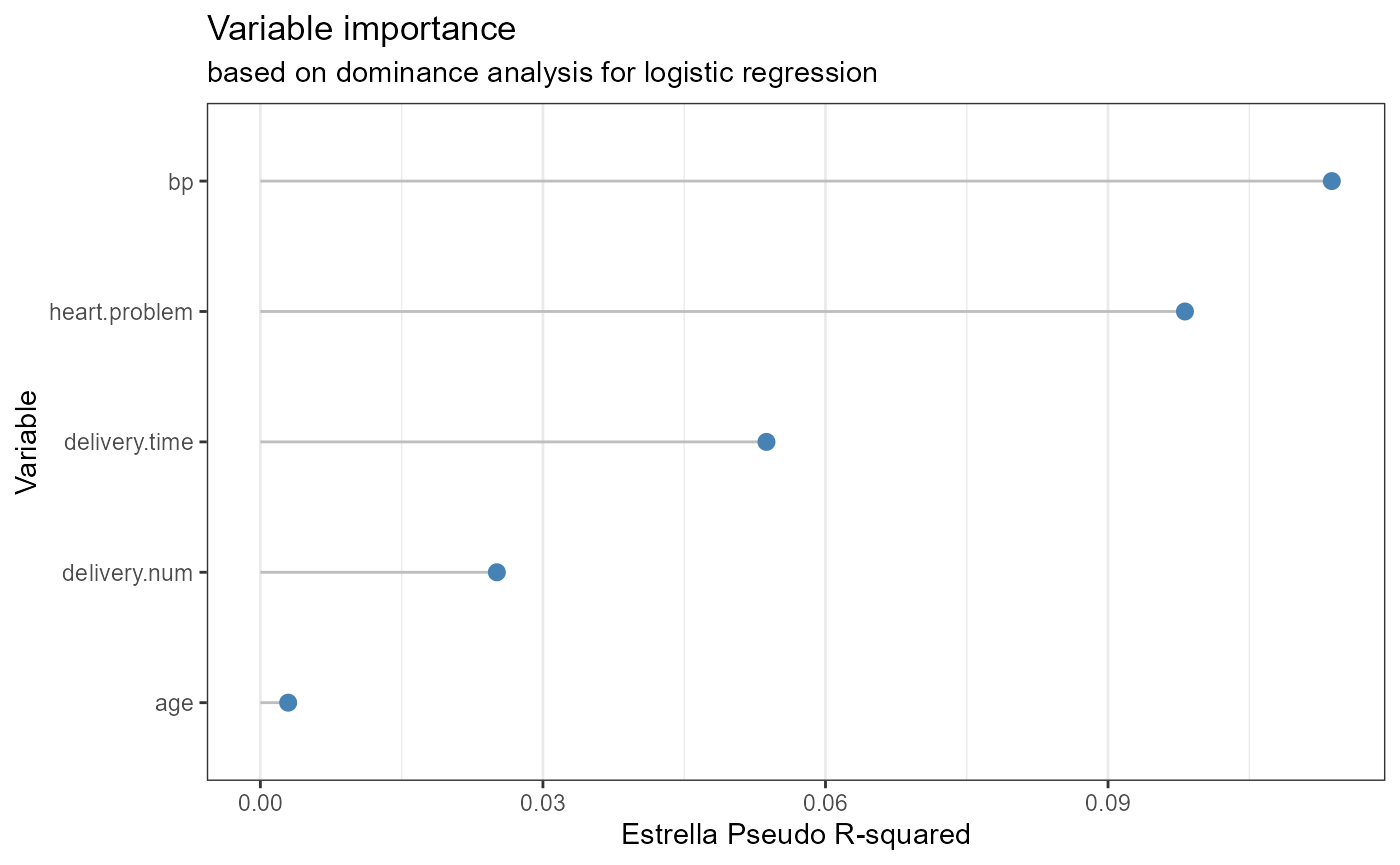 Variable importance
based on dominance analysis for logistic regression
bp
heart.problem
delivery.time
delivery.num
age
Variable
0.00
0.03
0.06
0.09
Estrella Pseudo R-squared